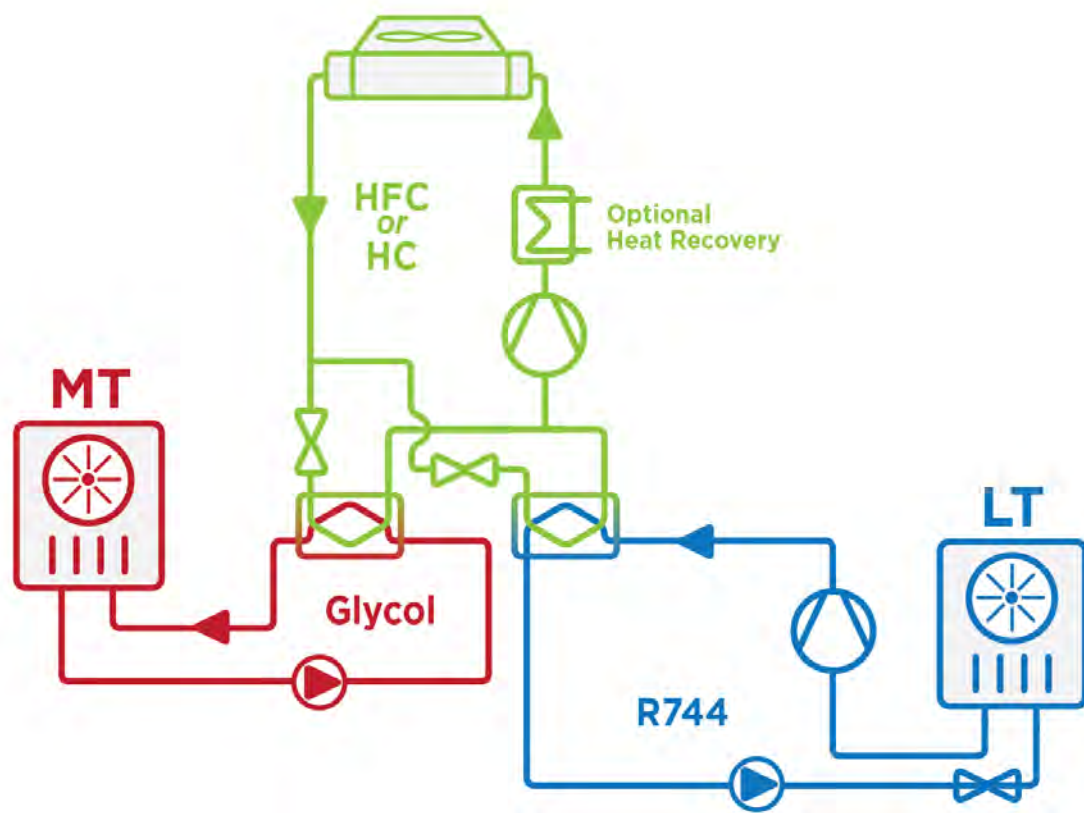 HFC
or
HC
Optional
Heat Recovery
MT
LT
Glycol
R744